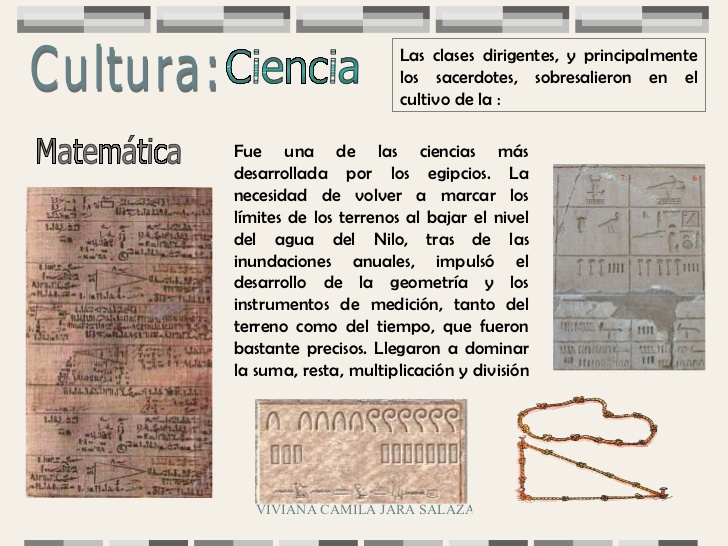 Cultura: Ciencia
Las clases dirigentes, y principalmente
los sacerdotes, sobresalieron en el
cultivo de la :
Matemática
Fue una de las ciencias más
desarrollada por los egipcios. La
necesidad de volver a marcar los
límites de los terrenos al bajar el nivel
del agua del Nilo, tras de las
inundaciones anuales, impulsó el
desarrollo de la geometría y los
instrumentos de medición, tanto del
terreno como del tiempo, que fueron
bastante precisos. Llegaron a dominar
la suma, resta, multiplicación y división
VIVIANA CAMILA JARA SALAZA